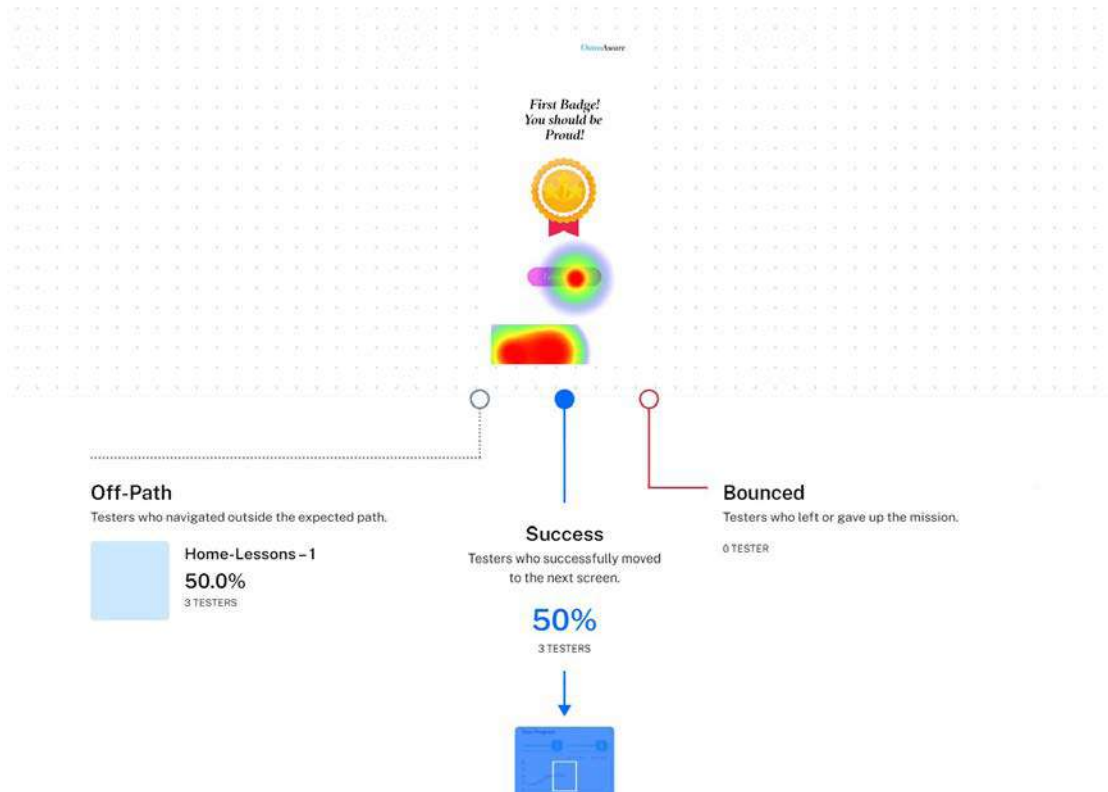 First Badge!
You should be
Proud!
Off-Path
Testers who navigated outside the expected path.
Home-Lessons – 1
50.0%
3 TESTERS
Success
Testers who successfully moved
to the next screen.
50%
3 TESTERS
Bounced
Testers who left or gave up the mission.
0 TESTER